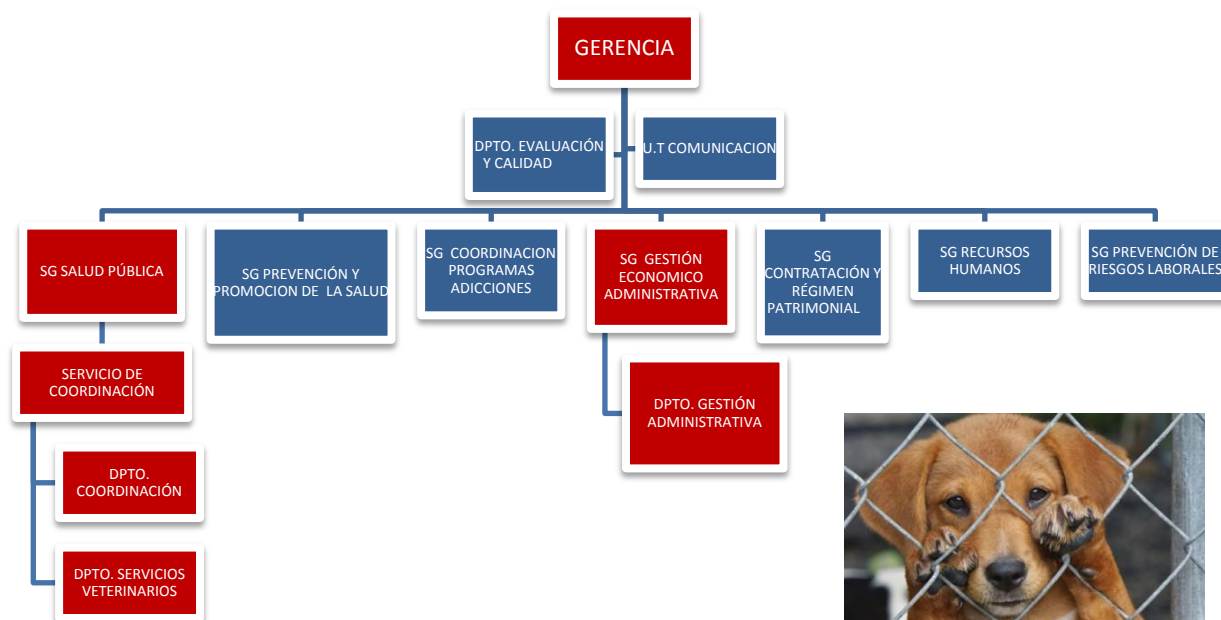 GERENCIA
DPTO. EVALUACIÓN
Y CALIDAD
U.T COMUNICACION
SG SALUD PÚBLICA
SG PREVENCIÓN Y
PROMOCION DE LA SALUD
SG COORDINACION
PROGRAMAS
ADICCIONES
SG GESTIÓN
ECONOMICO
ADMINISTRATIVA
SG
CONTRATACIÓN Y
RÉGIMEN
PATRIMONIAL
SG RECURSOS
HUMANOS
SG PREVENCIÓN DE
RIESGOS LABORALES
SERVICIO DE
COORDINACIÓN
DPTO. GESTIÓN
ADMINISTRATIVA
DPTO.
COORDINACIÓN
DPTO. SERVICIOS
VETERINARIOS